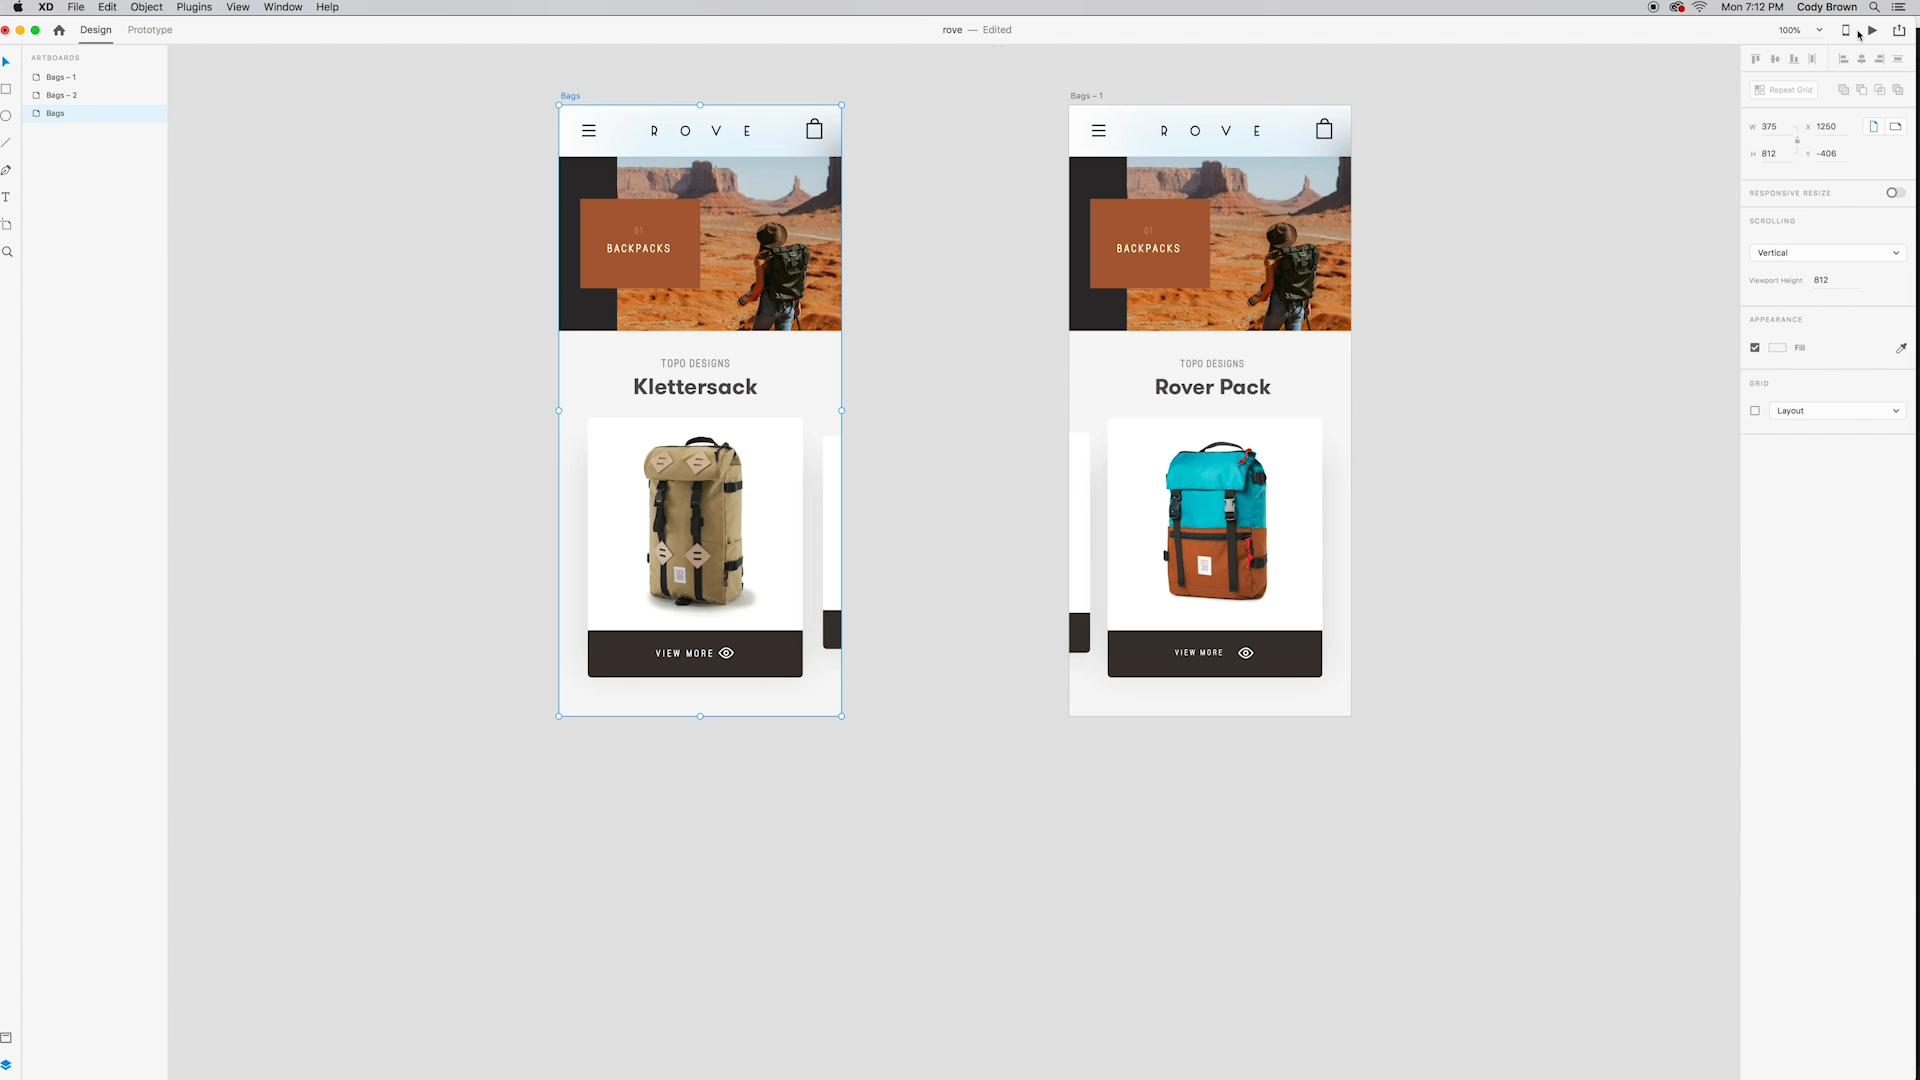 XD File Edit Object Plugins View Window Help
Mon 7:12 PM Cody Brown
Design Prototype
rove — Edited
100%
ARTBOARDS
Bags – 1
Bags – 2
Bags
Bags
ROVE
01
BACKPACKS
TOPO DESIGNS
Klettersack
VIEW MORE
Bags – 1
ROVE
01
BACKPACKS
TOPO DESIGNS
Rover Pack
VIEW MORE
Repeat Grid
W 375 X 1250
H 812 Y -406
RESPONSIVE RESIZE
SCROLLING
Vertical
Viewport Height 812
APPEARANCE
Fill
GRID
Layout